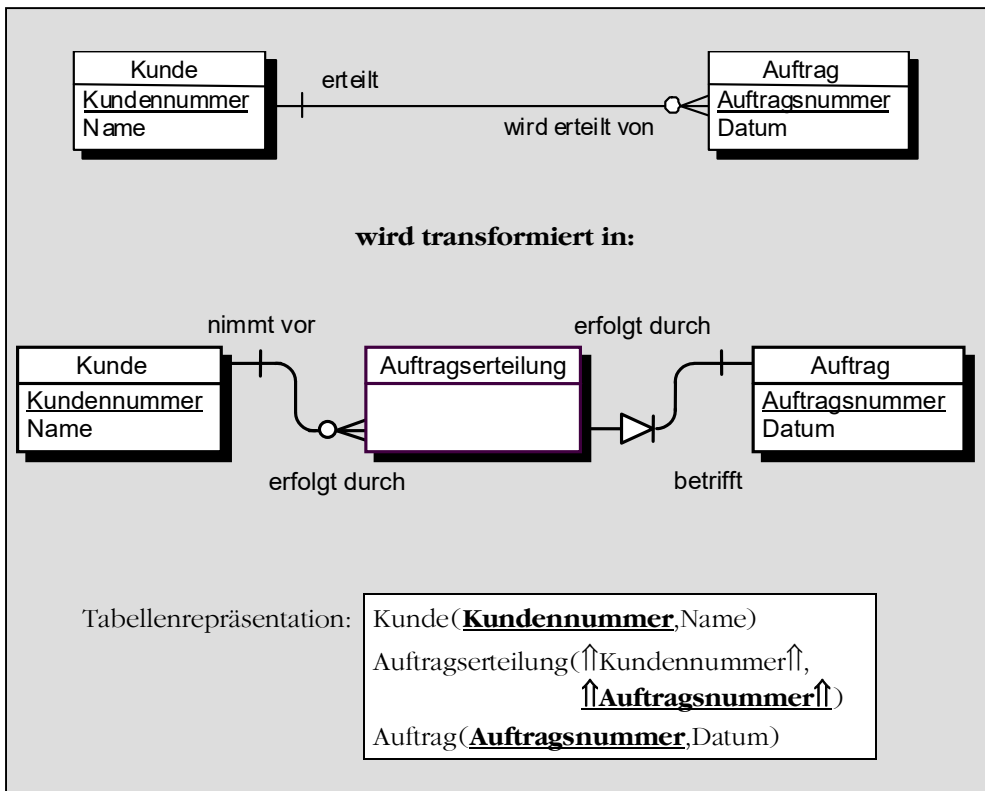 Kunde
Kundennummer
Name
erteilt
wird erteilt von
Auftrag
Auftragsnummer
Datum
wird transformiert in:
nimmt vor
erfolgt durch
Kunde
Kundennummer
Name
Auftragserteilung
Auftrag
Auftragsnummer
Datum
erfolgt durch
betrifft
Tabellenrepräsentation:
Kunde(Kundennummer,Name)
Auftragserteilung(⇑Kundennummer⇑,
⇑Auftragsnummer⇑)
Auftrag(Auftragsnummer,Datum)